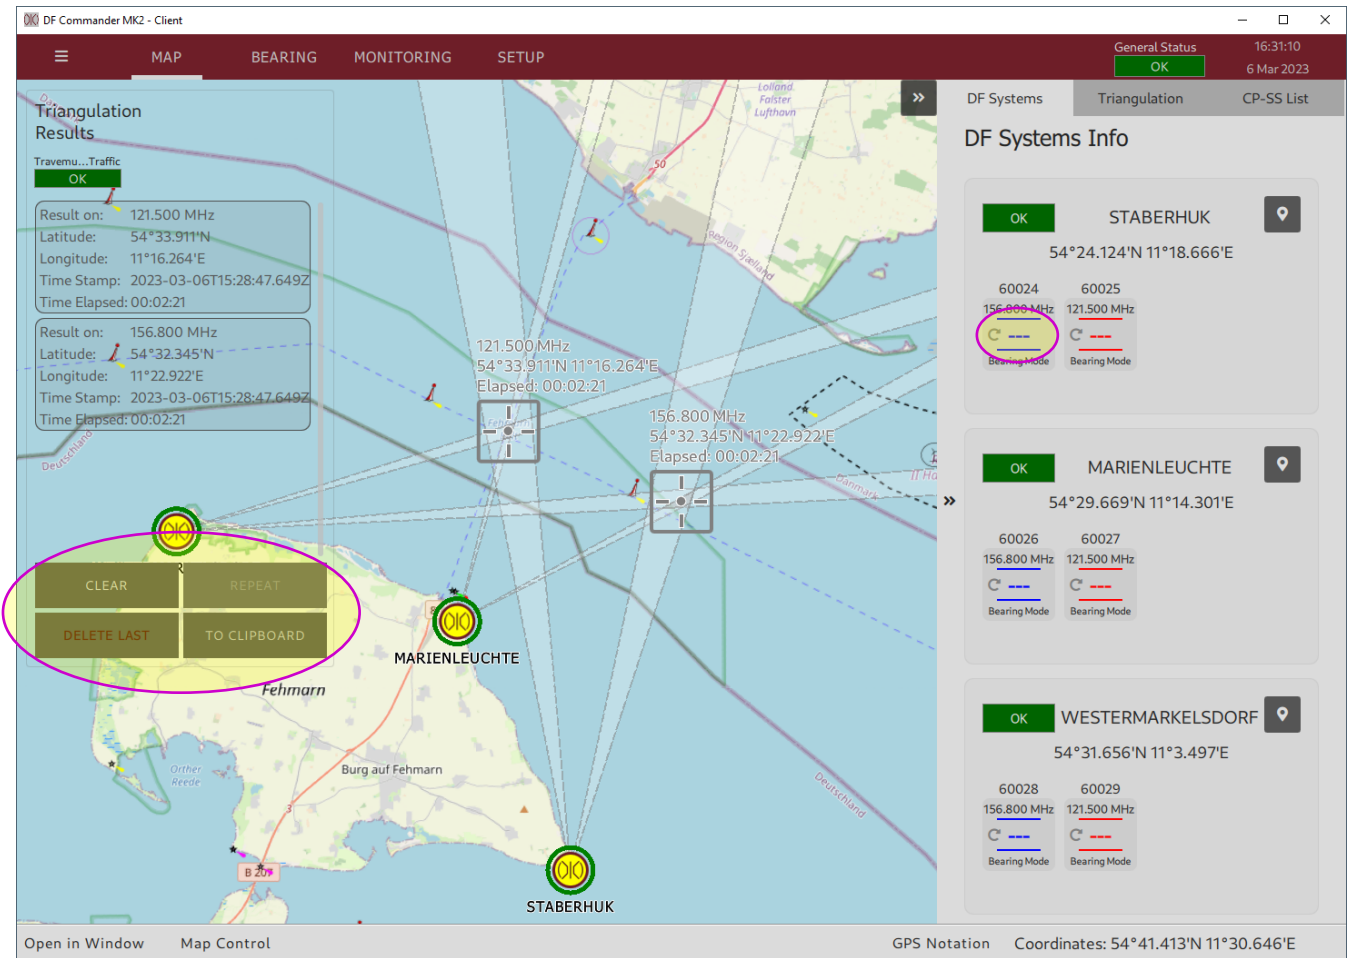 DF Commander MK2 - Client
MAP BEARING MONITORING SETUP
General Status
OK
16:31:10
6 Mar 2023
Triangulation
Results
Travemu...Traffic
OK
Result on: 121.500 MHz
Latitude: 54°33.911'N
Longitude: 11°16.264'E
Time Stamp: 2023-03-06T15:28:47.649Z
Time Elapsed: 00:02:21
Result on: 156.800 MHz
Latitude: 54°32.345'N
Longitude: 11°22.922'E
Time Stamp: 2023-03-06T15:28:47.649Z
Time Elapsed: 00:02:21
CLEAR REPEAT
DELETE LAST TO CLIPBOARD
Deutschland
Lolland
Falster
Lufthavn
50
Region Sjælland
121.500 MHz
54°33.911'N 11°16.264'E
Elapsed: 00:02:21
156.800 MHz
54°32.345'N 11°22.922'E
Elapsed: 00:02:21
Danmark
MARIENLEUCHTE
Fehmarn
Orther
Reede
Burg auf Fehmarn
3
B 207
Deutschland
STABERHUK
DF Systems Triangulation CP-SS List
DF Systems Info
OK STABERHUK
54°24.124'N 11°18.666'E
60024 60025
156.800 MHz 121.500 MHz
--- ---
Bearing Mode Bearing Mode
OK MARIENLEUCHTE
54°29.669'N 11°14.301'E
60026 60027
156.800 MHz 121.500 MHz
--- ---
Bearing Mode Bearing Mode
OK WESTERMARKELSDORF
54°31.656'N 11°3.497'E
60028 60029
156.800 MHz 121.500 MHz
--- ---
Bearing Mode Bearing Mode
Open in Window Map Control GPS Notation Coordinates: 54°41.413'N 11°30.646'E